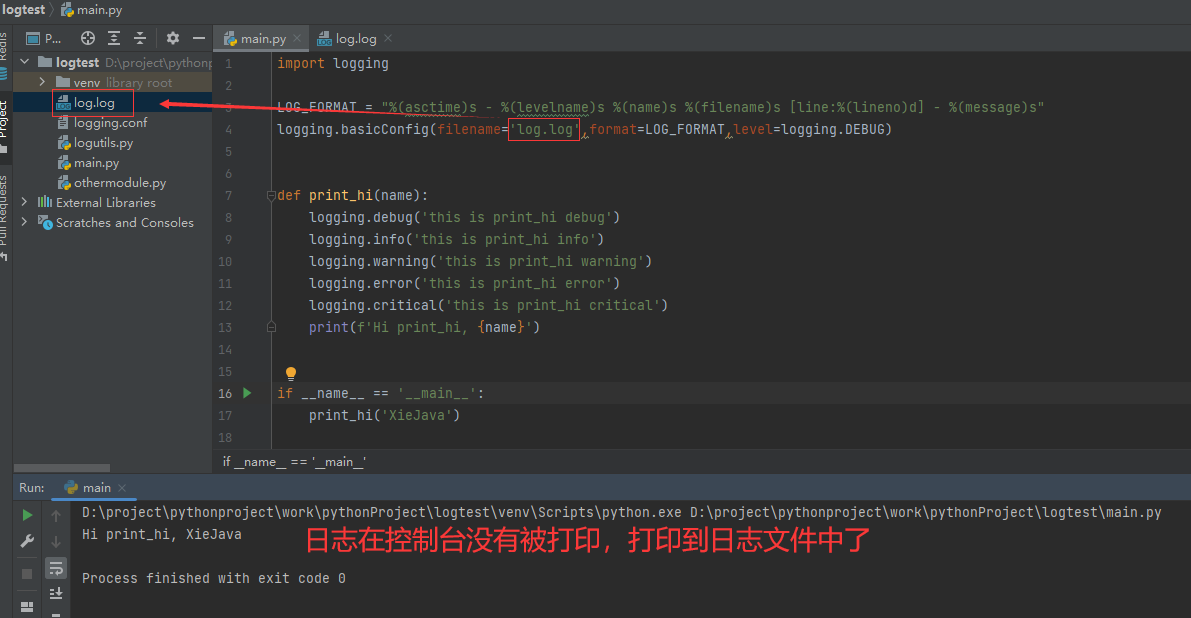 logtest main.py
P...
main.py
log.log
Redis
Project
Pull Requests
logtest D:\project\pythonp
venv library root
log.log
logging.conf
logutils.py
main.py
othermodule.py
External Libraries
Scratches and Consoles
1 import logging
2
3 LOG_FORMAT = "%(asctime)s - %(levelname)s %(name)s %(filename)s [line:%(lineno)d] - %(message)s"
4 logging.basicConfig(filename='log.log',format=LOG_FORMAT,level=logging.DEBUG)
5
6
7 def print_hi(name):
8 logging.debug('this is print_hi debug')
9 logging.info('this is print_hi info')
10 logging.warning('this is print_hi warning')
11 logging.error('this is print_hi error')
12 logging.critical('this is print_hi critical')
13 print(f'Hi print_hi, {name}')
14
15
16 if __name__ == '__main__':
17 print_hi('XieJava')
18
if __name__ == '__main__'
Run: main
D:\project\pythonproject\work\pythonProject\logtest\venv\Scripts\python.exe D:\project\pythonproject\work\pythonProject\logtest\main.py
Hi print_hi, XieJava
日志在控制台没有被打印，打印到日志文件中了
Process finished with exit code 0